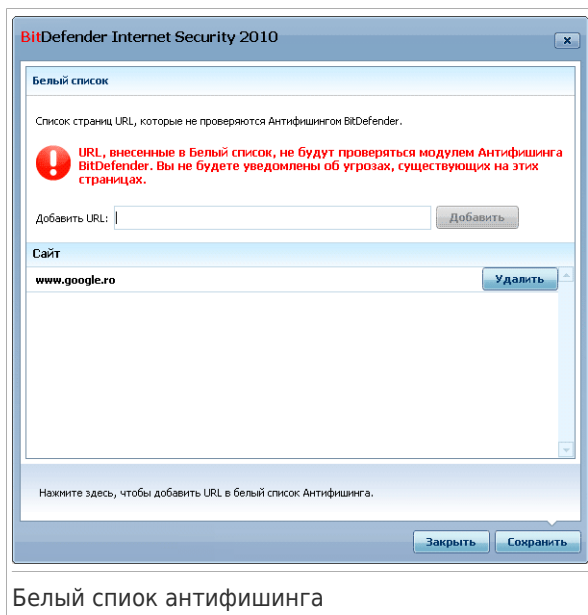 BitDefender Internet Security 2010
Белый список
Список страниц URL, которые не проверяются Антифишингом BitDefender.
URL, внесенные в Белый список, не будут проверяться модулем Антифишинга
BitDefender. Вы не будете уведомлены об угрозах, существующих на этих
страницах.
Добавить URL: Добавить
Сайт
www.google.ro Удалить
Нажмите здесь, чтобы добавить URL в белый список Антифишинга.
Закрыть Сохранить
Белый спиок антифишинга